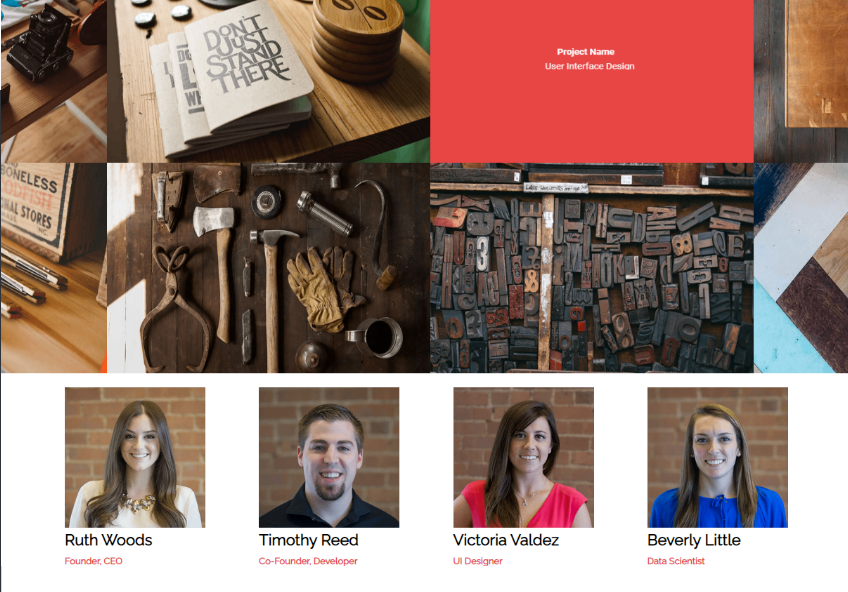 DON'T
JUST
STAND
THERE
Project Name
User Interface Design
BONELESS
CODFISH
NAL STORES
Ruth Woods
Founder, CEO
Timothy Reed
Co-Founder, Developer
Victoria Valdez
UI Designer
Beverly Little
Data Scientist